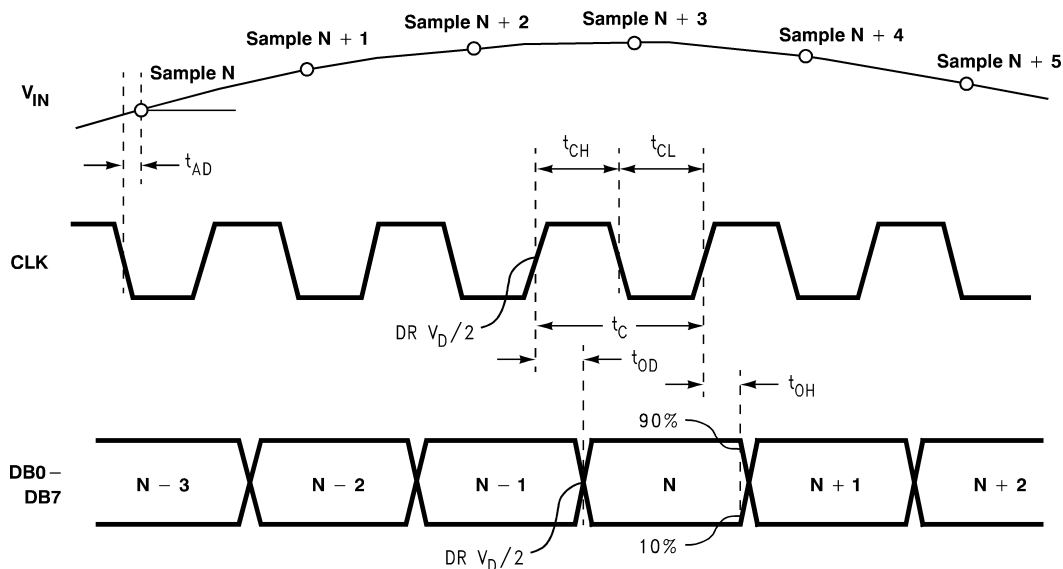 Sample N
Sample N + 1
Sample N + 2
Sample N + 3
Sample N + 4
Sample N + 5
VIN
tAD
tCH
tCL
CLK
DR VD/2
tC
tOD
tOH
90%
DB0–
DB7
N – 3
N – 2
N – 1
N
N + 1
N + 2
DR VD/2
10%